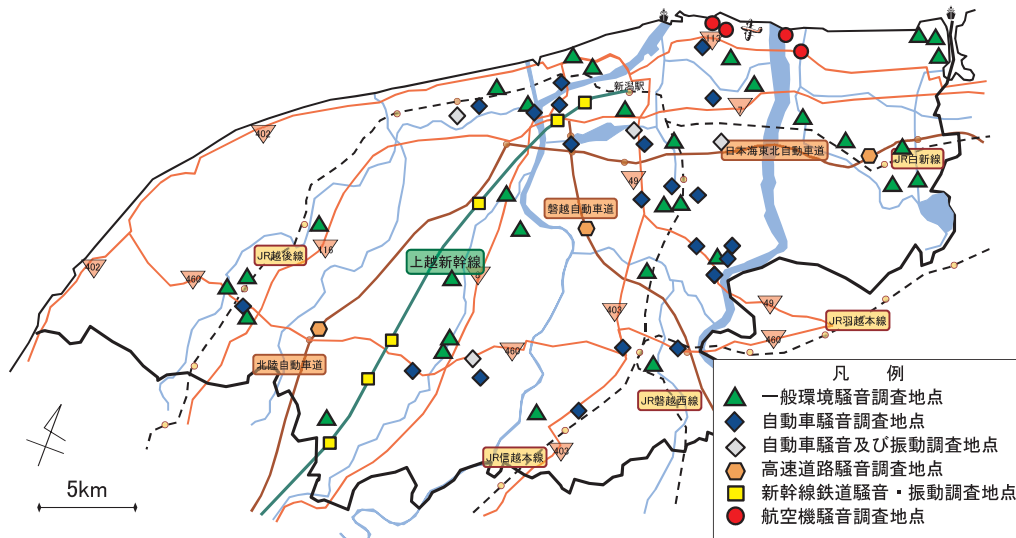 113
新潟駅
7
402
日本海東北自動車道
JR白新線
49
磐越自動車道
JR越後線
116
上越新幹線
402
460
8
403
49
JR羽越本線
460
460
北陸自動車道
JR磐越西線
JR信越本線
403
5km
凡 例
一般環境騒音調査地点
自動車騒音調査地点
自動車騒音及び振動調査地点
高速道路騒音調査地点
新幹線鉄道騒音・振動調査地点
航空機騒音調査地点